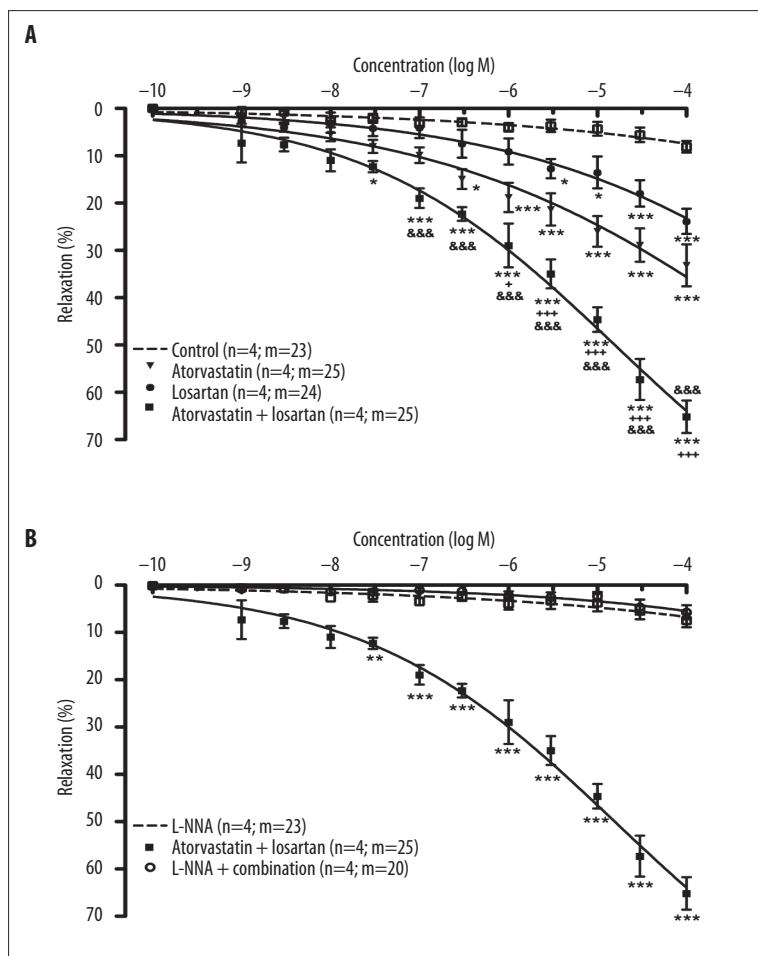 A
Concentration (log M)
−10 −9 −8 −7 −6 −5 −4
0
10
20
30
40
50
60
70
Relaxation (%)
* * *** * *
*** *** *** *** *** ***
&&& &&& *** *** *** ***
*** + &&&
*** +++ &&&
*** +++ &&&
*** +++ &&&
&&& *** +++
Control (n=4; m=23)
Atorvastatin (n=4; m=25)
Losartan (n=4; m=24)
Atorvastatin + losartan (n=4; m=25)
B
Concentration (log M)
−10 −9 −8 −7 −6 −5 −4
0
10
20
30
40
50
60
70
Relaxation (%)
** *** *** *** *** *** *** ***
L-NNA (n=4; m=23)
Atorvastatin + losartan (n=4; m=25)
L-NNA + combination (n=4; m=20)